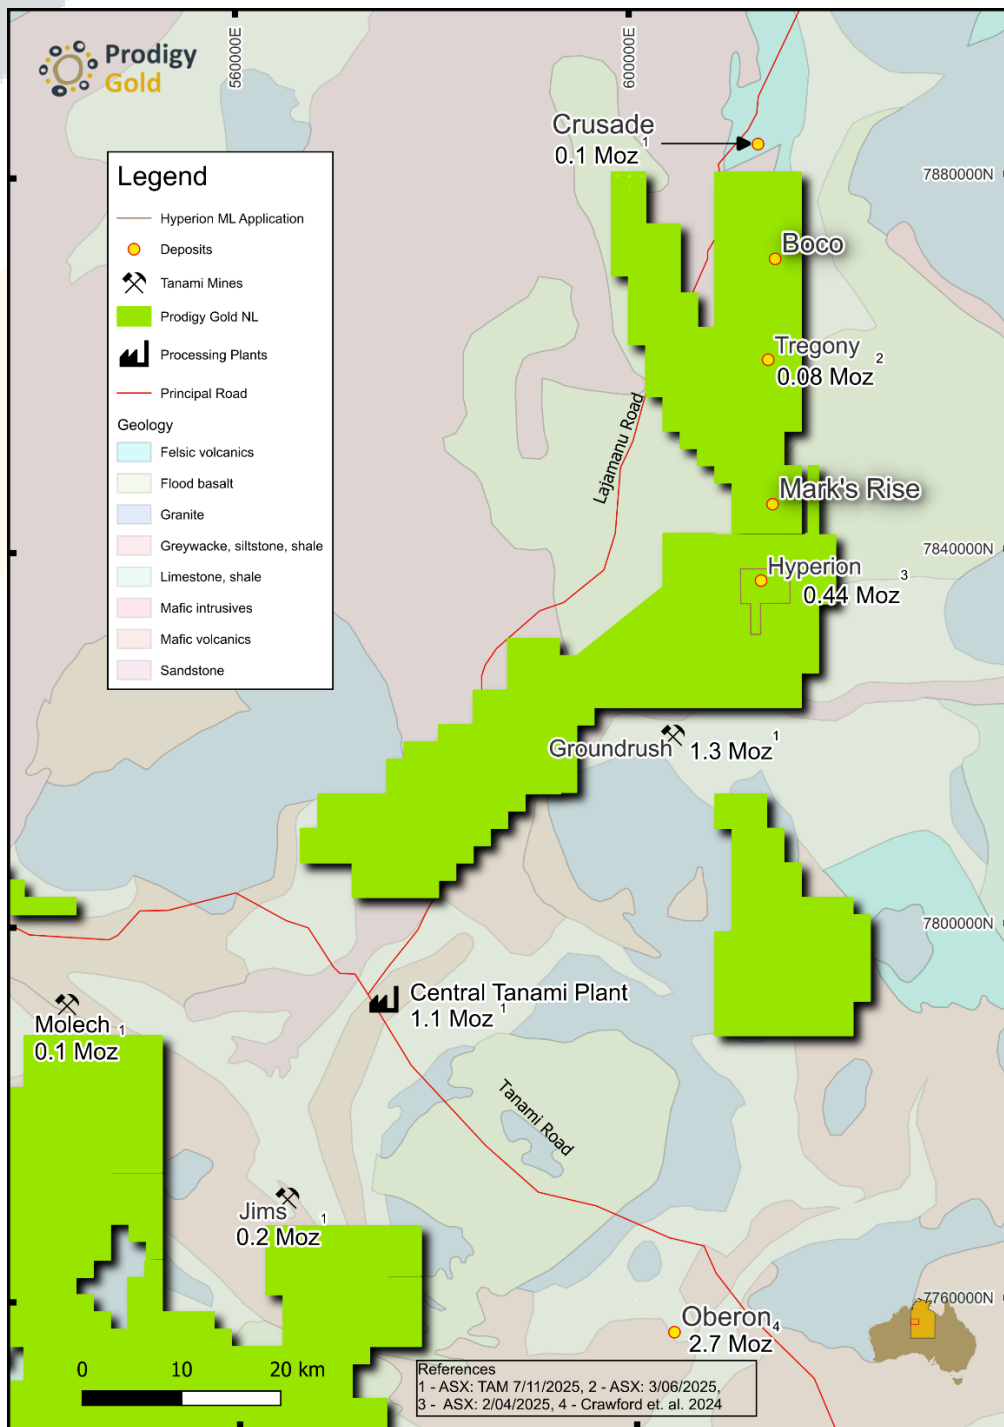 Prodigy
Gold
560000E
600000E
Crusade
0.1 Moz 1
7880000N
Legend
Hyperion ML Application
Deposits
Tanami Mines
Prodigy Gold NL
Processing Plants
Principal Road
Geology
Felsic volcanics
Flood basalt
Granite
Greywacke, siltstone, shale
Limestone, shale
Mafic intrusives
Mafic volcanics
Sandstone
Boco
Tregony 2
0.08 Moz
Lajamanu Road
Mark's Rise
7840000N
Hyperion 3
0.44 Moz
Groundrush 1.3 Moz 1
7800000N
Central Tanami Plant
1.1 Moz 1
Molech 1
0.1 Moz
Tanami Road
Jims 1
0.2 Moz
7760000N
Oberon 4
2.7 Moz
0 10 20 km
References
1 - ASX: TAM 7/11/2025, 2 - ASX: 3/06/2025,
3 - ASX: 2/04/2025, 4 - Crawford et. al. 2024